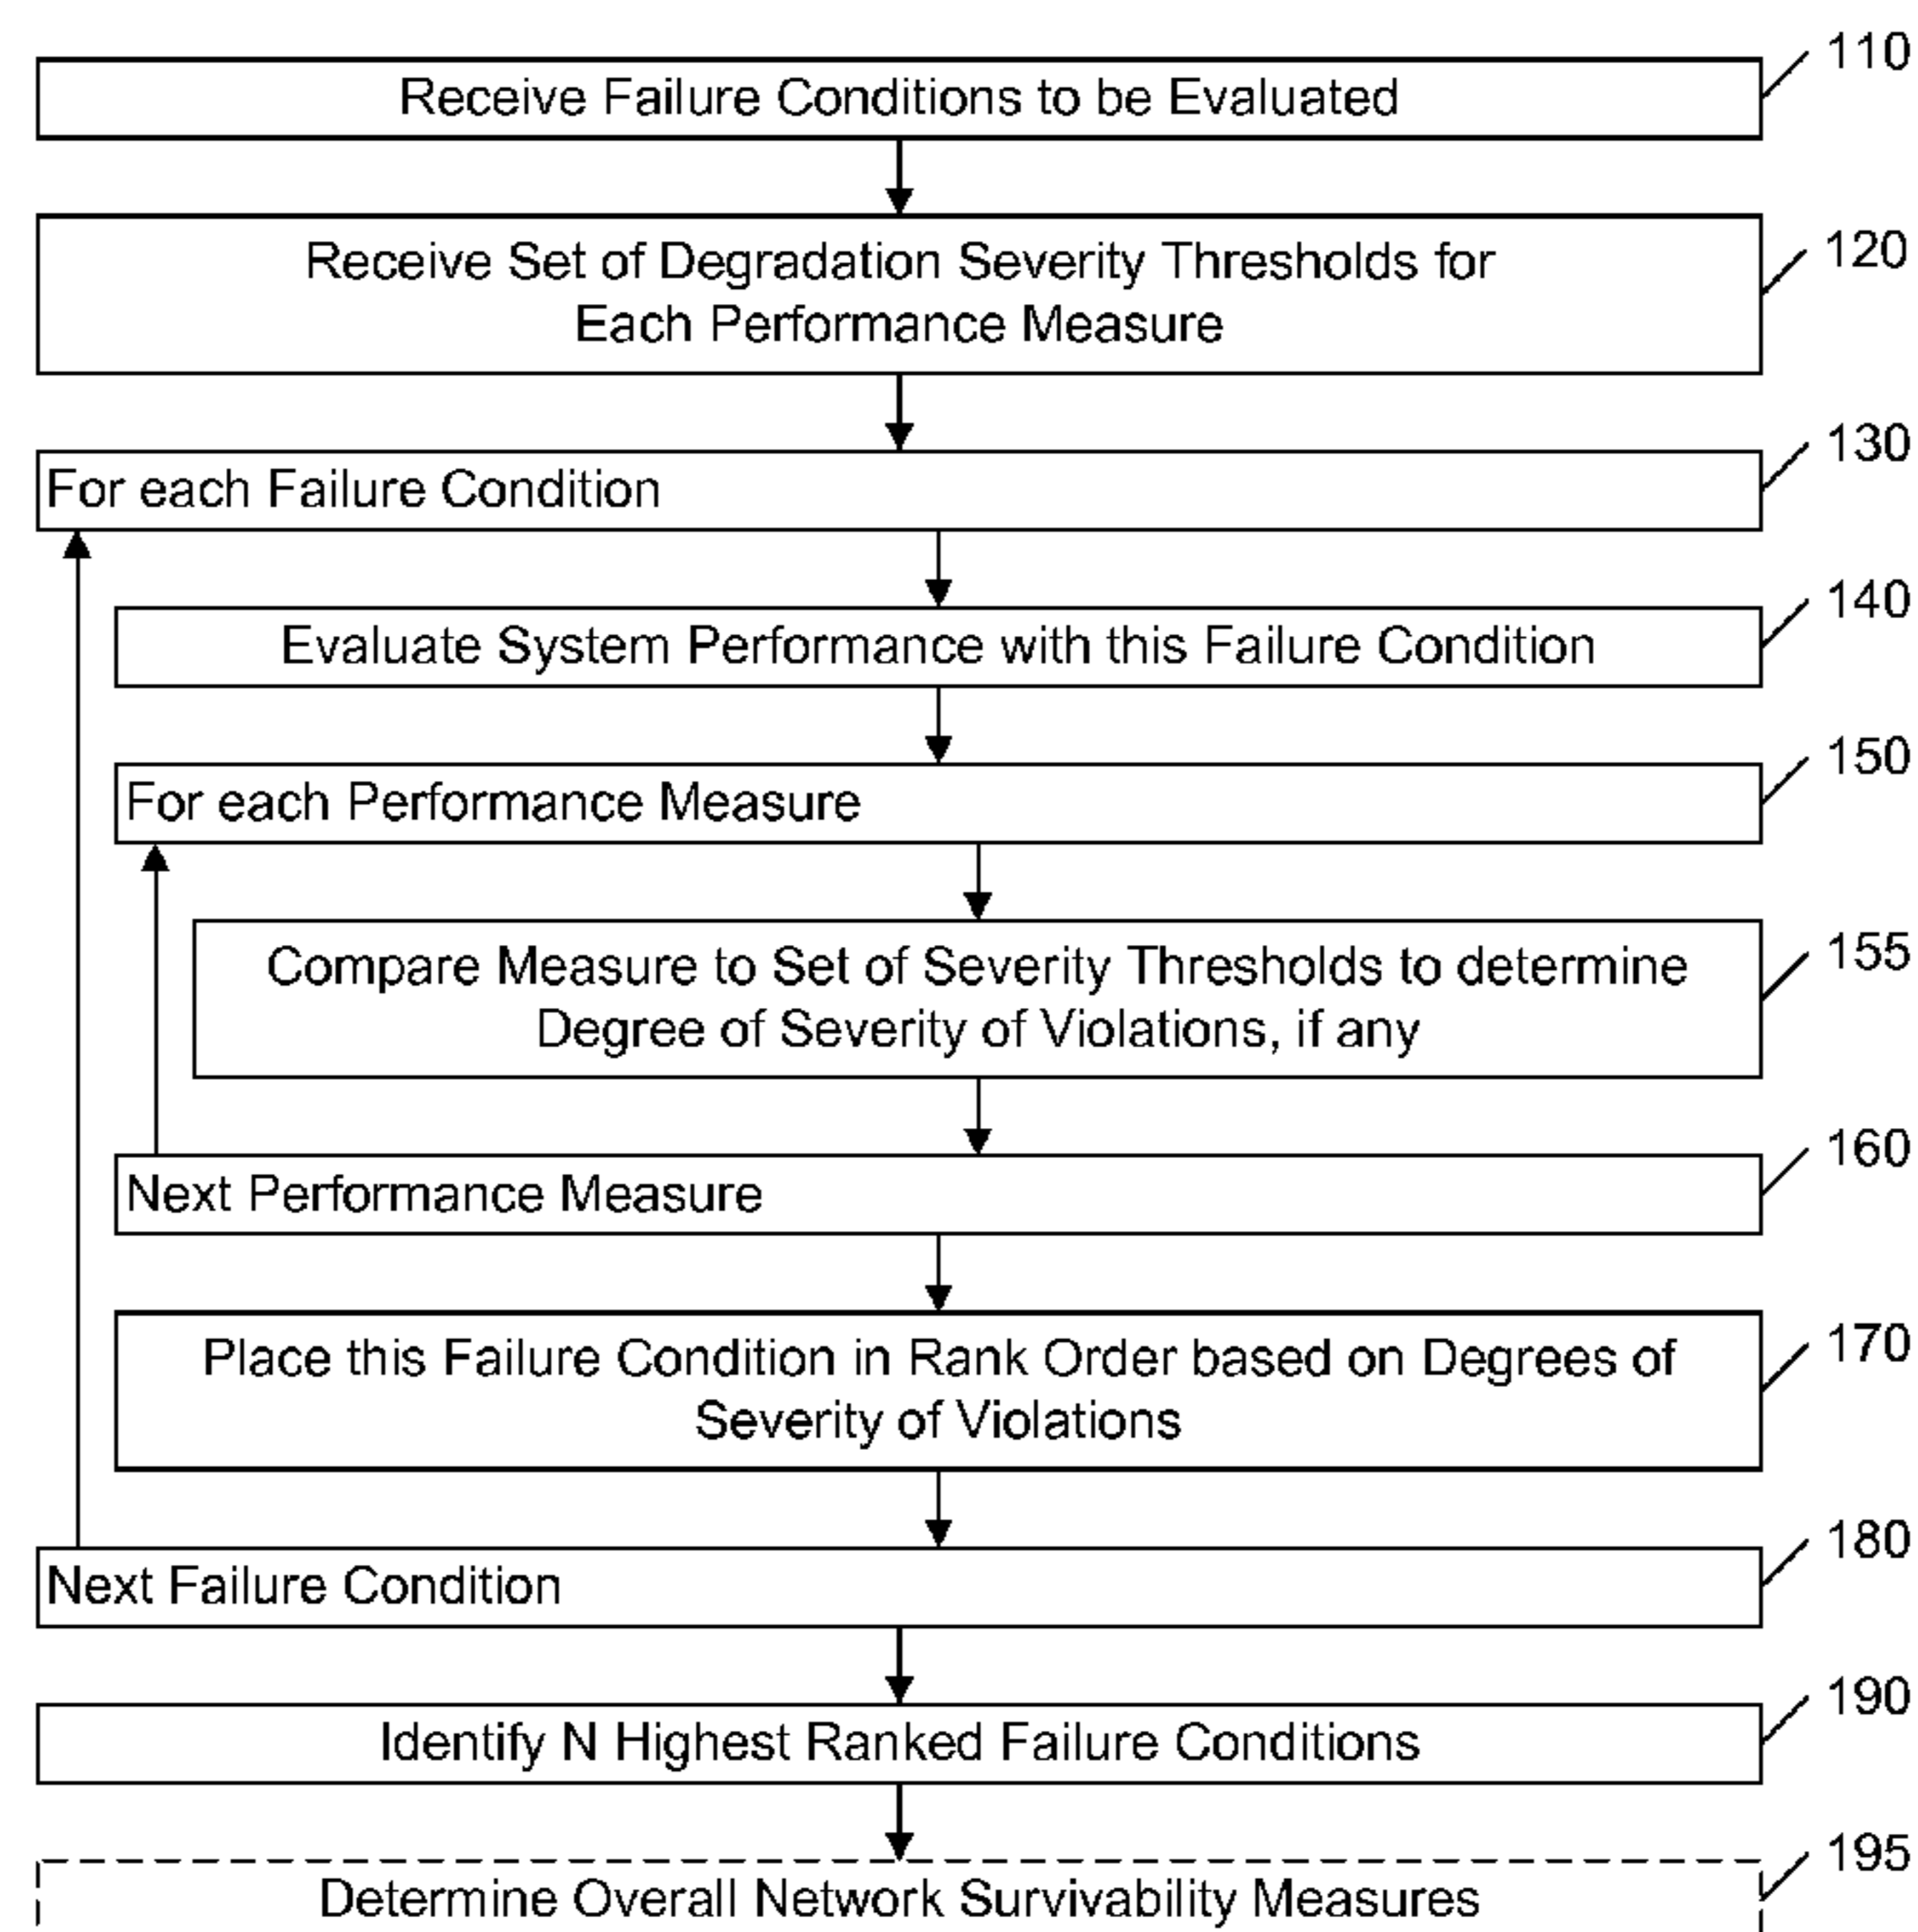 110
Receive Failure Conditions to be Evaluated
120
Receive Set of Degradation Severity Thresholds for
Each Performance Measure
130
For each Failure Condition
140
Evaluate System Performance with this Failure Condition
150
For each Performance Measure
155
Compare Measure to Set of Severity Thresholds to determine
Degree of Severity of Violations, if any
160
Next Performance Measure
170
Place this Failure Condition in Rank Order based on Degrees of
Severity of Violations
180
Next Failure Condition
190
Identify N Highest Ranked Failure Conditions
195
Determine Overall Network Survivability Measures